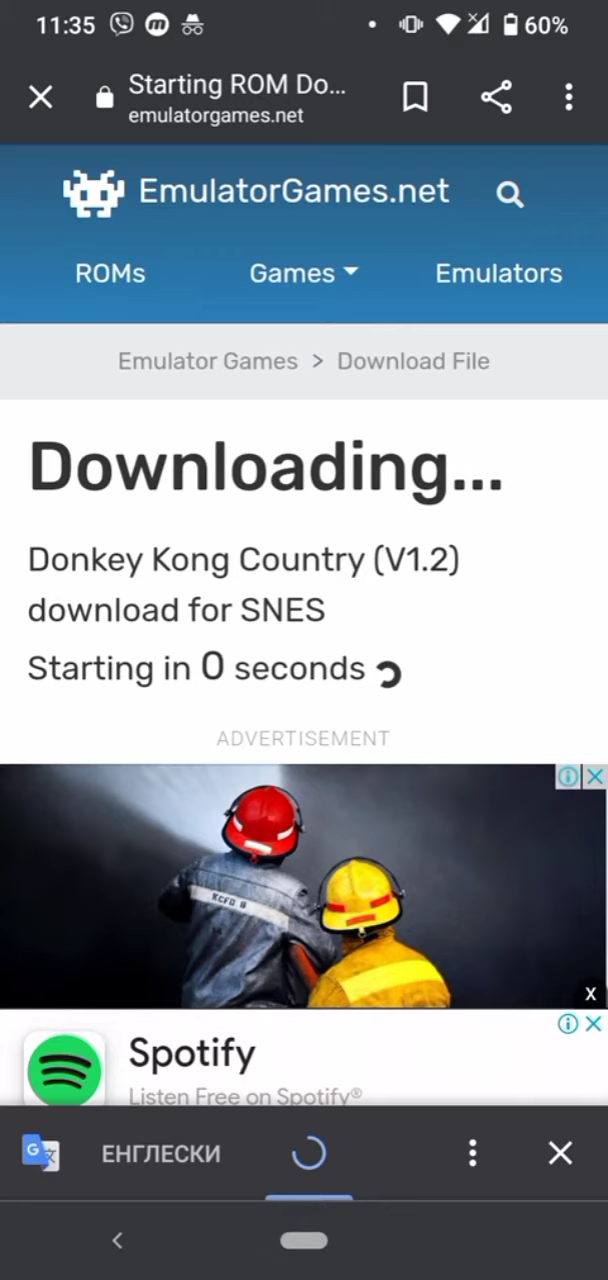 11:35
60%
Starting ROM Do...
emulatorgames.net
EmulatorGames.net
ROMs
Games
Emulators
Emulator Games > Download File
Downloading...
Donkey Kong Country (V1.2)
download for SNES
Starting in 0 seconds
ADVERTISEMENT
KCFD
X
Spotify
Listen Free on Spotify®
ЕНГЛЕСКИ